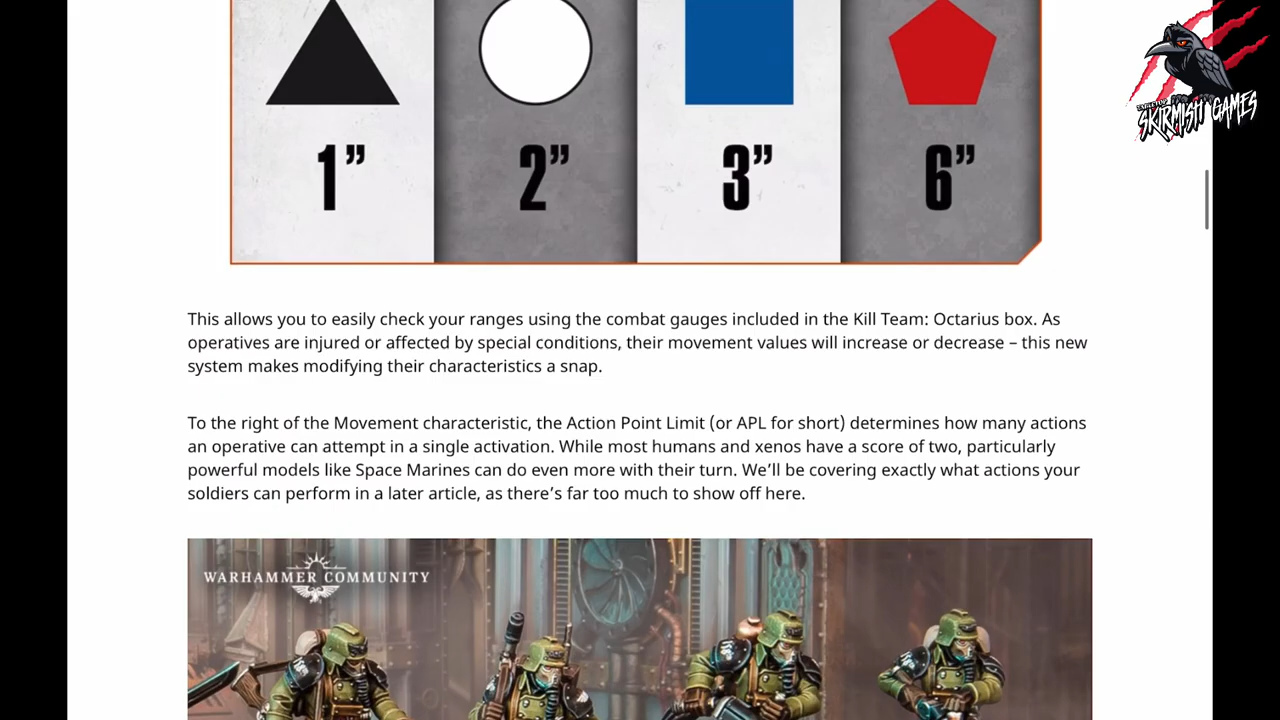 1” 2” 3” 6”
TABLETOP
SKIRMISH GAMES
This allows you to easily check your ranges using the combat gauges included in the Kill Team: Octarius box. As
operatives are injured or affected by special conditions, their movement values will increase or decrease – this new
system makes modifying their characteristics a snap.
To the right of the Movement characteristic, the Action Point Limit (or APL for short) determines how many actions
an operative can attempt in a single activation. While most humans and xenos have a score of two, particularly
powerful models like Space Marines can do even more with their turn. We’ll be covering exactly what actions your
soldiers can perform in a later article, as there’s far too much to show off here.
WARHAMMER COMMUNITY